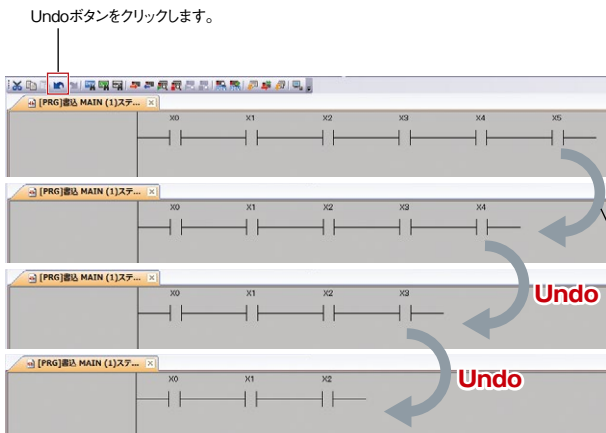 Undoボタンをクリックします。
[PRG]書込 MAIN (1)ステ...
X0 X1 X2 X3 X4 X5
[PRG]書込 MAIN (1)ステ...
X0 X1 X2 X3 X4
[PRG]書込 MAIN (1)ステ...
X0 X1 X2 X3
Undo
[PRG]書込 MAIN (1)ステ...
X0 X1 X2
Undo